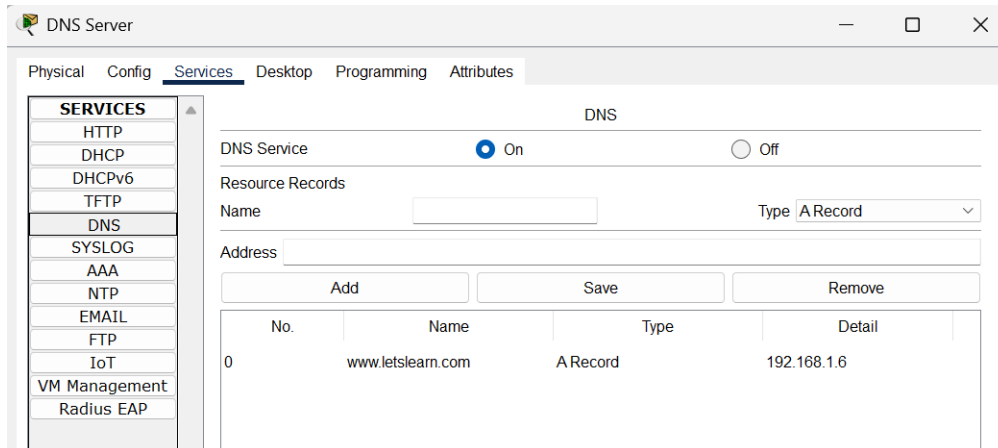 DNS Server
Physical Config Services Desktop Programming Attributes
SERVICES
HTTP
DHCP
DHCPv6
TFTP
DNS
SYSLOG
AAA
NTP
EMAIL
FTP
IoT
VM Management
Radius EAP
DNS
DNS Service On Off
Resource Records
Name Type A Record
Address
Add Save Remove
No. Name Type Detail
0 www.letslearn.com A Record 192.168.1.6